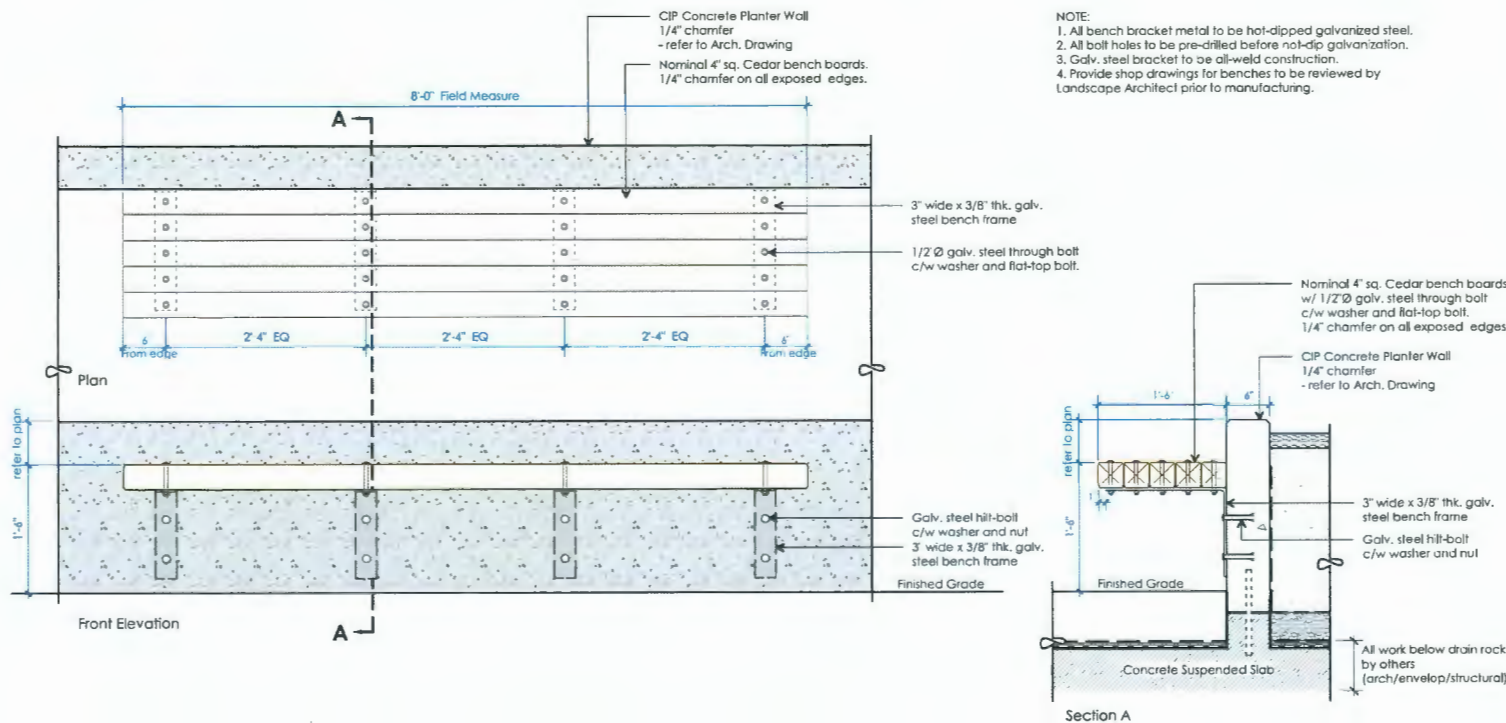 CIP Concrete Planter Wall
1/4" chamfer
- refer to Arch. Drawing
Nominal 4" sq. Cedar bench boards.
1/4" chamfer on all exposed edges.
8'-0" Field Measure
A
3" wide x 3/8" thk. galv.
steel bench frame
1/2"Ø galv. steel through bolt
c/w washer and flat-top bolt.
6
From edge
2' 4" EQ
2'-4" EQ
2'-4" EQ
6"
From edge
Plan
refer to plan
1'-6"
Galv. steel hilt-bolt
c/w washer and nut
3' wide x 3/8" thk. galv.
steel bench frame
Finished Grade
Front Elevation
A
NOTE:
1. All bench bracket metal to be hot-dipped galvanized steel.
2. All bolt holes to be pre-drilled before not-dip galvanization.
3. Galv. steel bracket to be all-weld construction.
4. Provide shop drawings for benches to be reviewed by
Landscape Architect prior to manufacturing.
Nominal 4" sq. Cedar bench boards
w/ 1/2"Ø galv. steel through bolt
c/w washer and flat-top bolt.
1/4" chamfer on all exposed edges
CIP Concrete Planter Wall
1/4" chamfer
- refer to Arch. Drawing
1'-6"
6"
refer to plan
1"
1'-6"
3" wide x 3/8" thk. galv.
steel bench frame
Galv. steel hilt-bolt
c/w washer and nut
Finished Grade
Concrete Suspended Slab
All work below drain rock
by others
(arch/envelop/structural)
Section A